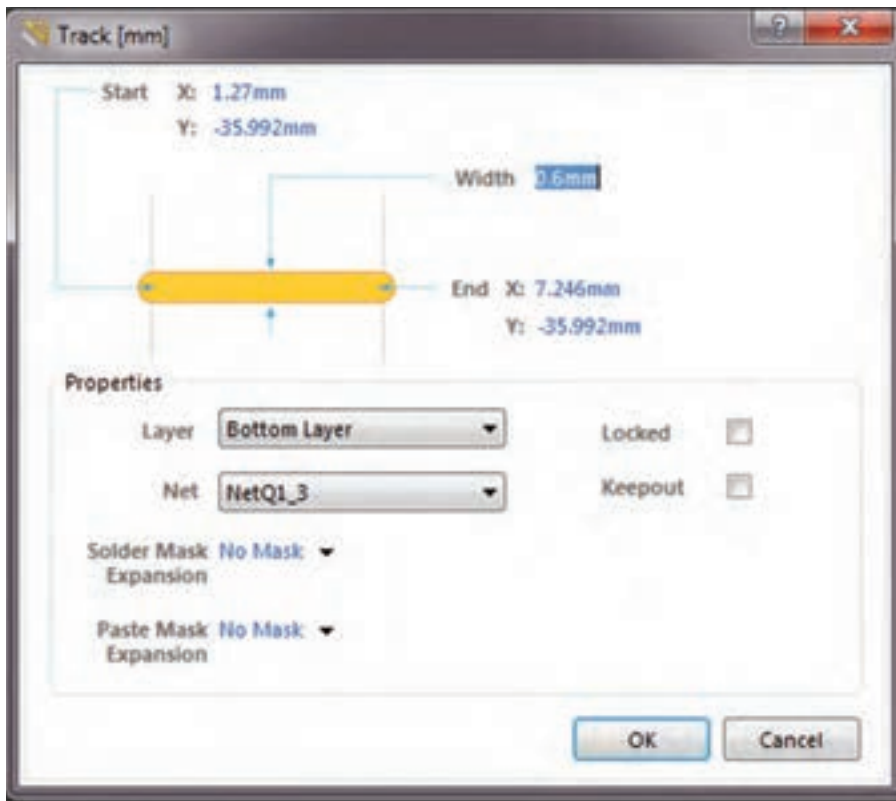 Track [mm]
?
Start X: 1.27mm
Y: -35.992mm
Width 0.6mm
End X: 7.246mm
Y: -35.992mm
Properties
Layer Bottom Layer Locked
Net NetQ1_3 Keepout
Solder Mask No Mask
Expansion
Paste Mask No Mask
Expansion
OK Cancel